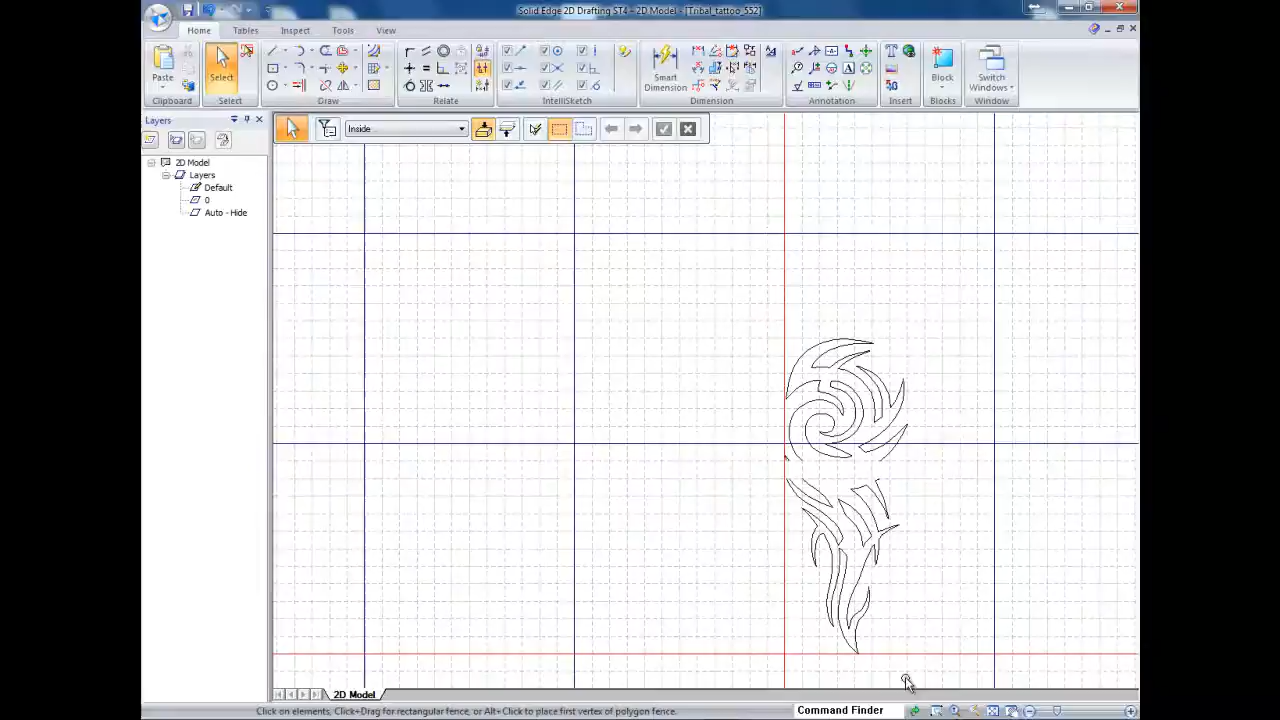 Solid Edge 2D Drafting ST4 - 2D Model - [Tribal_tattoo_552]
Home Tables Inspect Tools View
Paste Select Smart Dimension Block Switch Windows
Clipboard Select Draw Relate IntelliSketch Dimension Annotation Insert Blocks Window
Layers
Inside ...
2D Model
Layers
Default
0
Auto - Hide
2D Model
Click on elements, Click+Drag for rectangular fence, or Alt+Click to place first vertex of polygon fence.
Command Finder